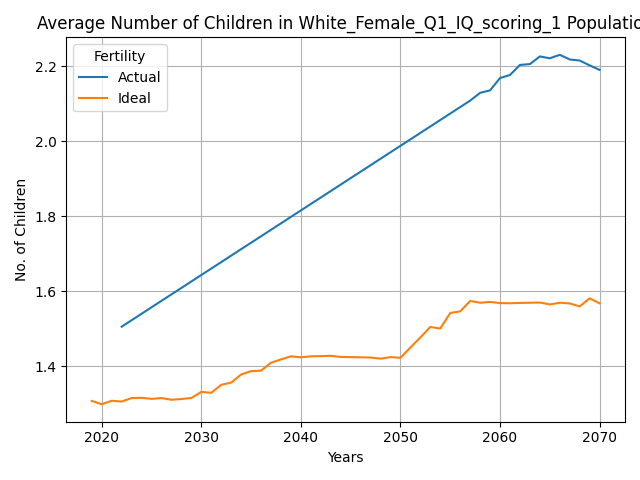 Average Number of Children in White_Female_Q1_IQ_scoring_1 Populatio
Fertility
Actual
Ideal
2.2
2.0
1.8
1.6
1.4
No. of Children
2020 2030 2040 2050 2060 2070
Years